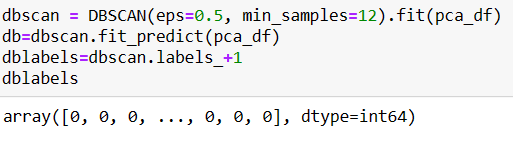 dbscan = DBSCAN(eps=0.5, min_samples=12).fit(pca_df)
db=dbscan.fit_predict(pca_df)
dblabels=dbscan.labels_+1
dblabels
array([0, 0, 0, ..., 0, 0, 0], dtype=int64)